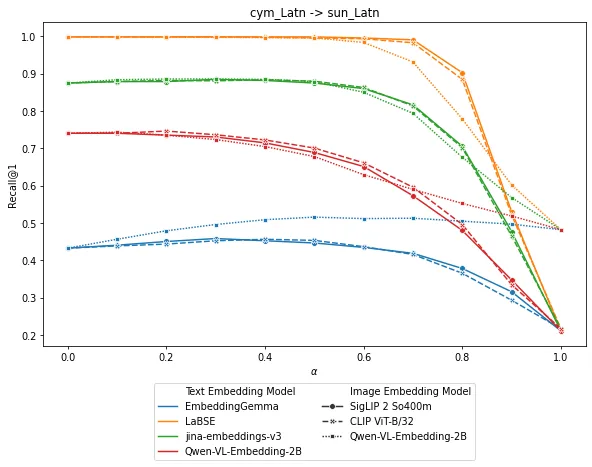 cym_Latn -> sun_Latn
Recall@1
1.0
0.9
0.8
0.7
0.6
0.5
0.4
0.3
0.2
0.0 0.2 0.4 0.6 0.8 1.0
α
Text Embedding Model Image Embedding Model
EmbeddingGemma SigLIP 2 So400m
LaBSE CLIP ViT-B/32
jina-embeddings-v3 Qwen-VL-Embedding-2B
Qwen-VL-Embedding-2B